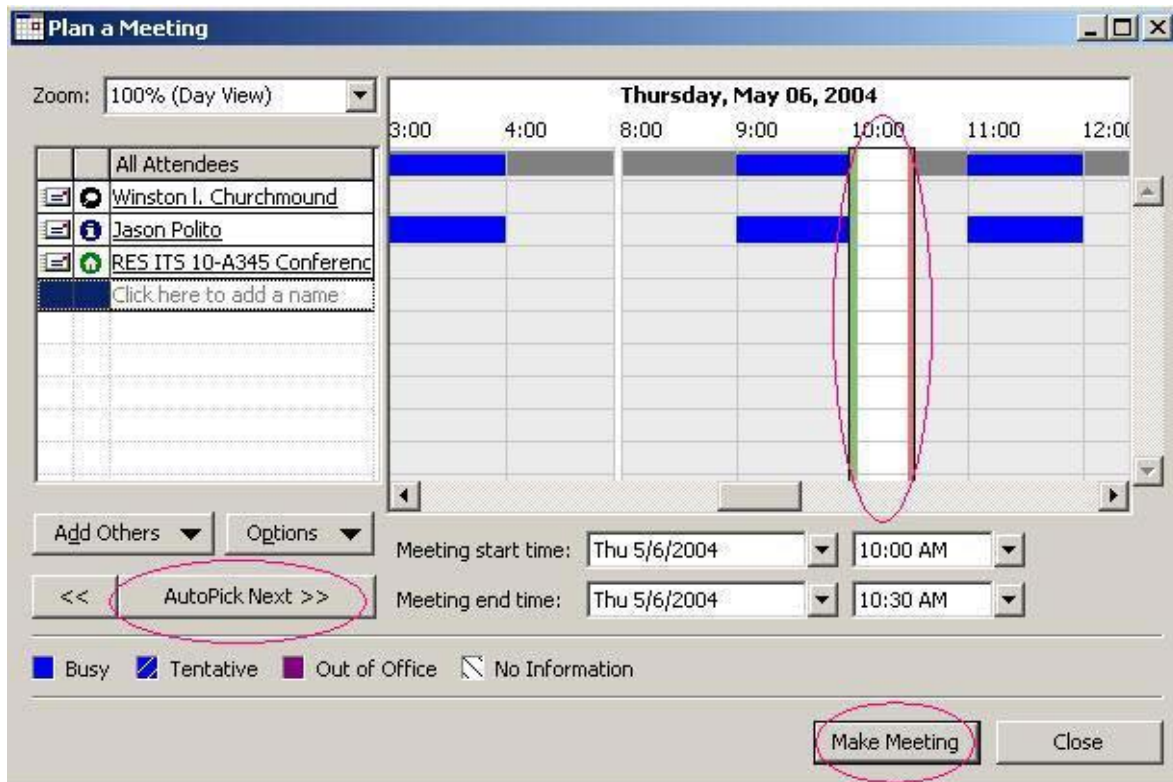 Plan a Meeting
Zoom: 100% (Day View)
Thursday, May 06, 2004
3:00 4:00 8:00 9:00 10:00 11:00 12:00
All Attendees
Winston l. Churchmound
Jason Polito
RES ITS 10-A345 Conferenc
Click here to add a name
Add Others Options
Meeting start time: Thu 5/6/2004 10:00 AM
<< AutoPick Next >>
Meeting end time: Thu 5/6/2004 10:30 AM
Busy Tentative Out of Office No Information
Make Meeting Close